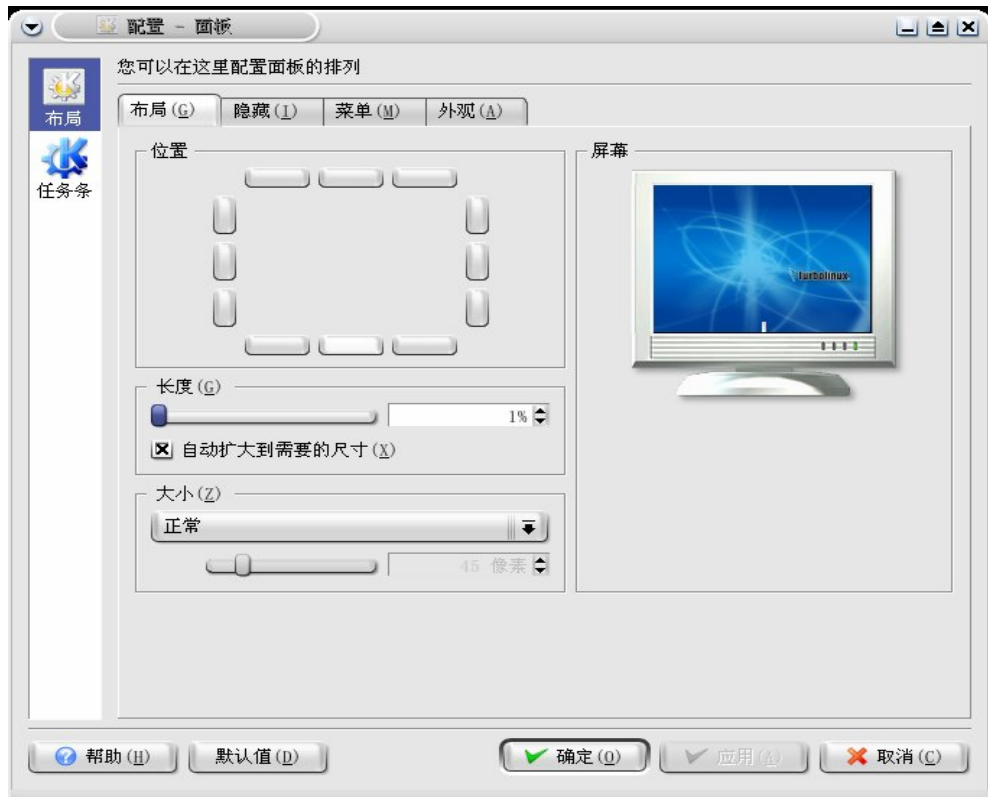 配置 - 面板
您可以在这里配置面板的排列
布局
任务条
布局(G) 隐藏(I) 菜单(M) 外观(A)
位置
屏幕
Turbolinux
长度(G)
1%
自动扩大到需要的尺寸(X)
大小(Z)
正常
45 像素
帮助(H) 默认值(D) 确定(O) 应用(A) 取消(C)